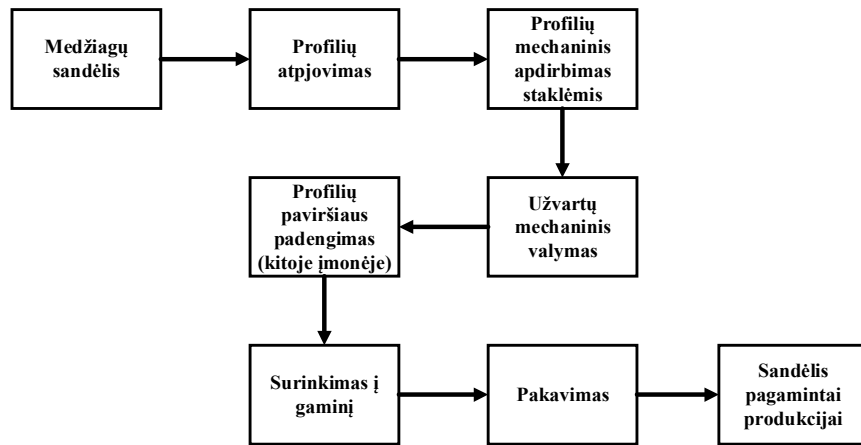 Medžiagų
sandėlis
Profilių
atpjovimas
Profilių
mechaninis
apdirbimas
staklėmis
Užvartų
mechaninis
valymas
Profilių
paviršiaus
padengimas
(kitoje įmonėje)
Surinkimas į
gaminį
Pakavimas
Sandėlis
pagamintai
produkcijai